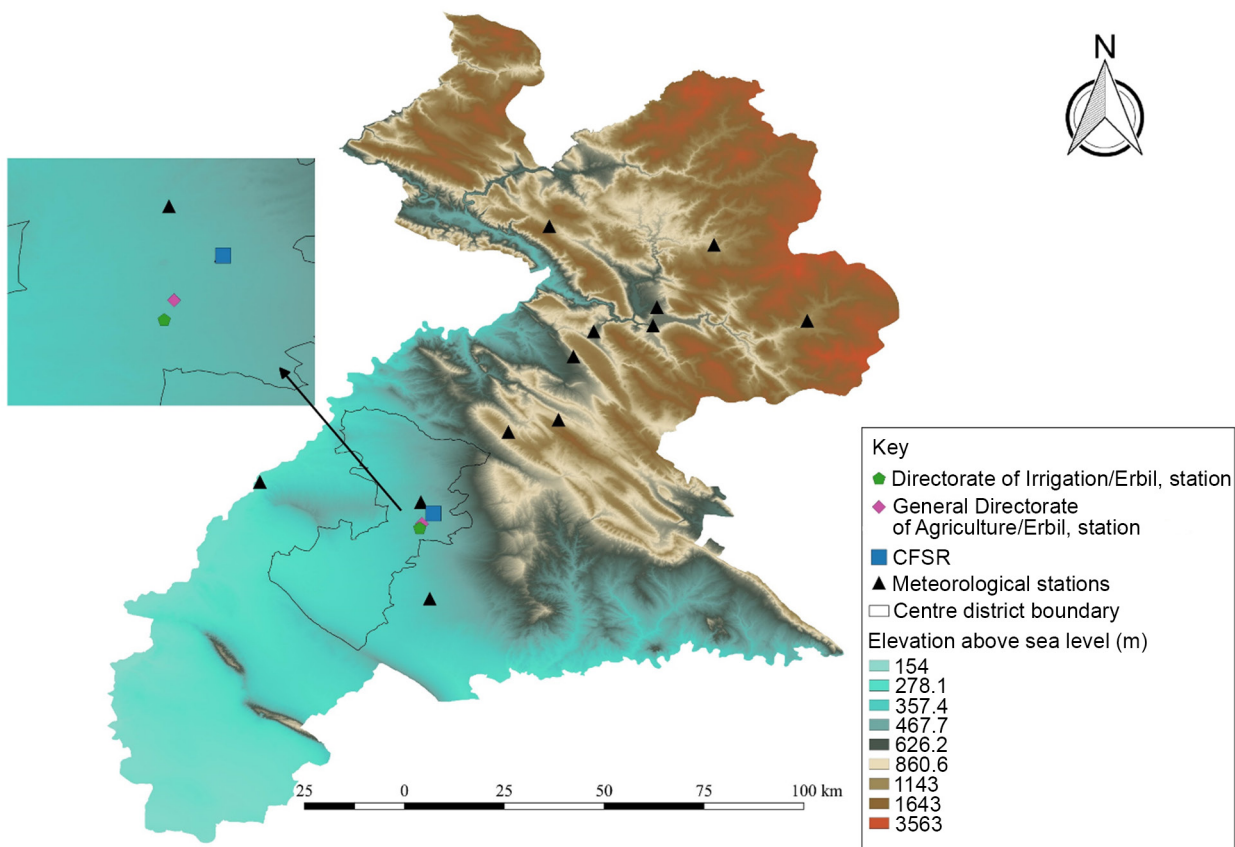 N
Key
Directorate of Irrigation/Erbil, station
General Directorate
of Agriculture/Erbil, station
CFSR
Meteorological stations
Centre district boundary
Elevation above sea level (m)
154
278.1
357.4
467.7
626.2
860.6
1143
1643
3563
25 0 25 50 75 100 km